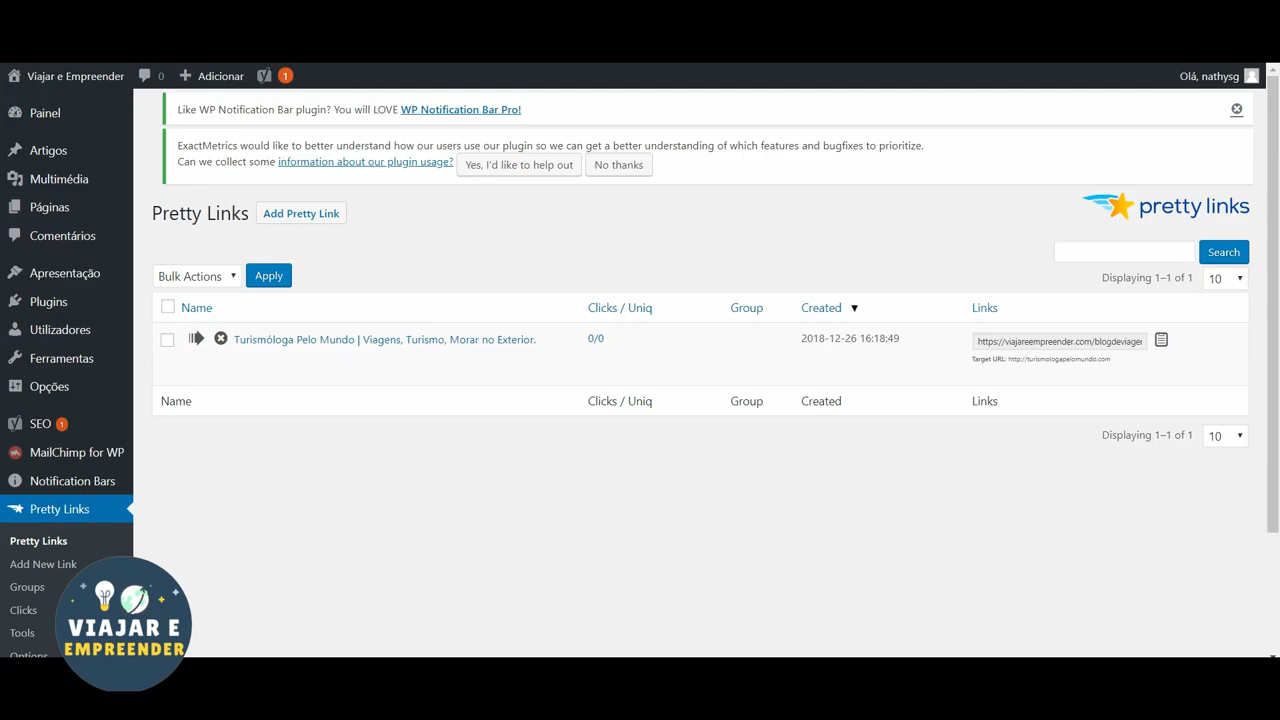 Viajar e Empreender 0 Adicionar 1 Olá, nathysg
Painel
Artigos
Multimédia
Páginas
Comentários
Apresentação
Plugins
Utilizadores
Ferramentas
Opções
SEO 1
MailChimp for WP
Notification Bars
Pretty Links
Pretty Links
Add New Link
Groups
Clicks
Tools
Options
Like WP Notification Bar plugin? You will LOVE WP Notification Bar Pro!
ExactMetrics would like to better understand how our users use our plugin so we can get a better understanding of which features and bugfixes to prioritize.
Can we collect some information about our plugin usage? Yes, I'd like to help out No thanks
Pretty Links Add Pretty Link
pretty links
Search
Bulk Actions Apply
Displaying 1–1 of 1 10
Name Clicks / Uniq Group Created Links
Turismóloga Pelo Mundo | Viagens, Turismo, Morar no Exterior. 0/0 2018-12-26 16:18:49 https://viajareempreender.com/blogdeviager
Target URL: http://turismologapelomundo.com
Name Clicks / Uniq Group Created Links
Displaying 1–1 of 1 10
VIAJAR E
EMPREENDER